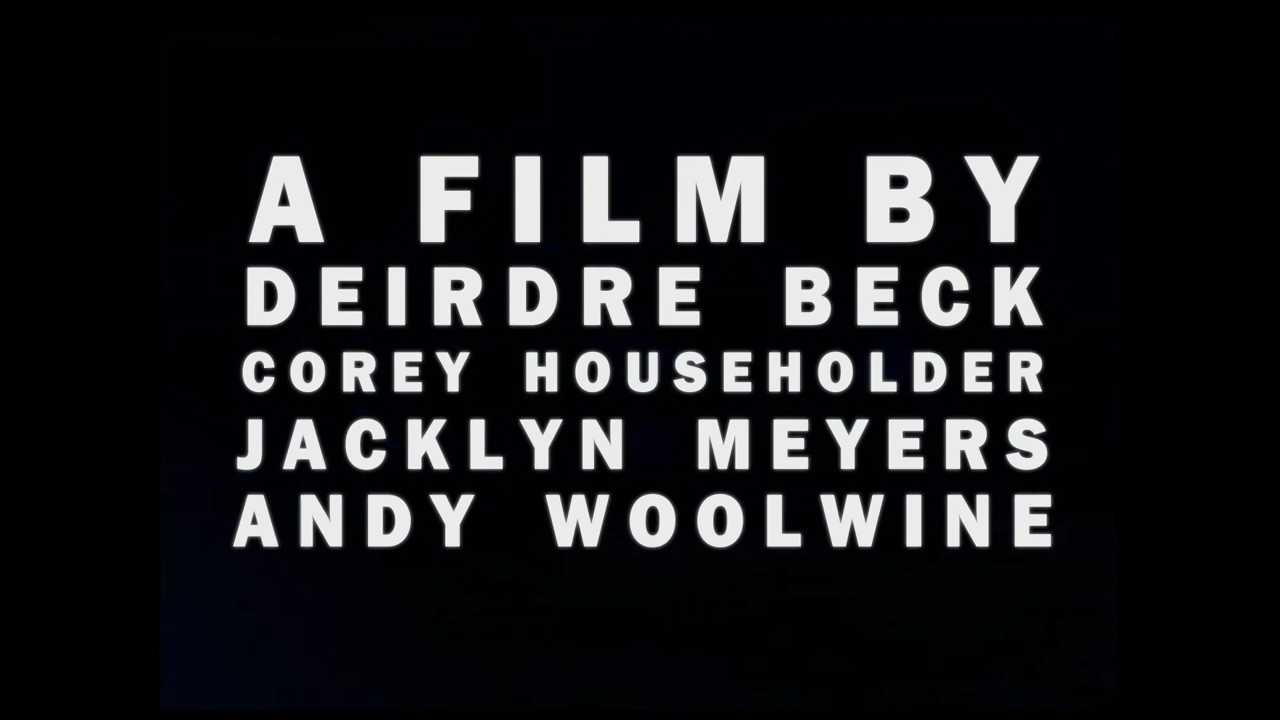 A FILM BY
DEIRDRE BECK
COREY HOUSEHOLDER
JACKLYN MEYERS
ANDY WOOLWINE